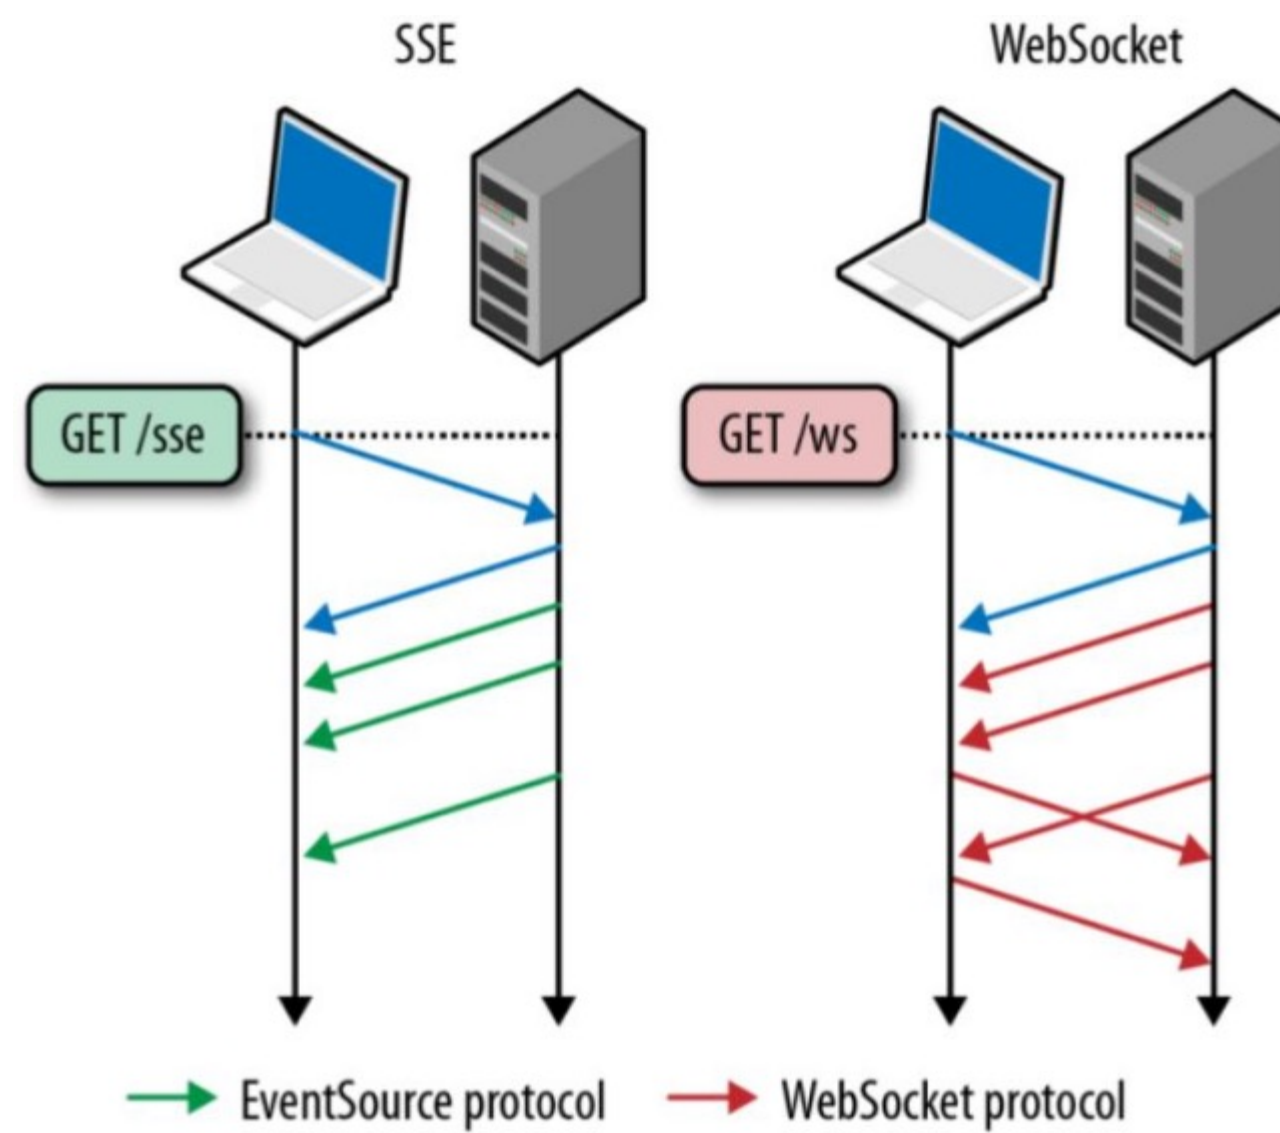 SSE
WebSocket
GET /sse
GET /ws
EventSource protocol
WebSocket protocol